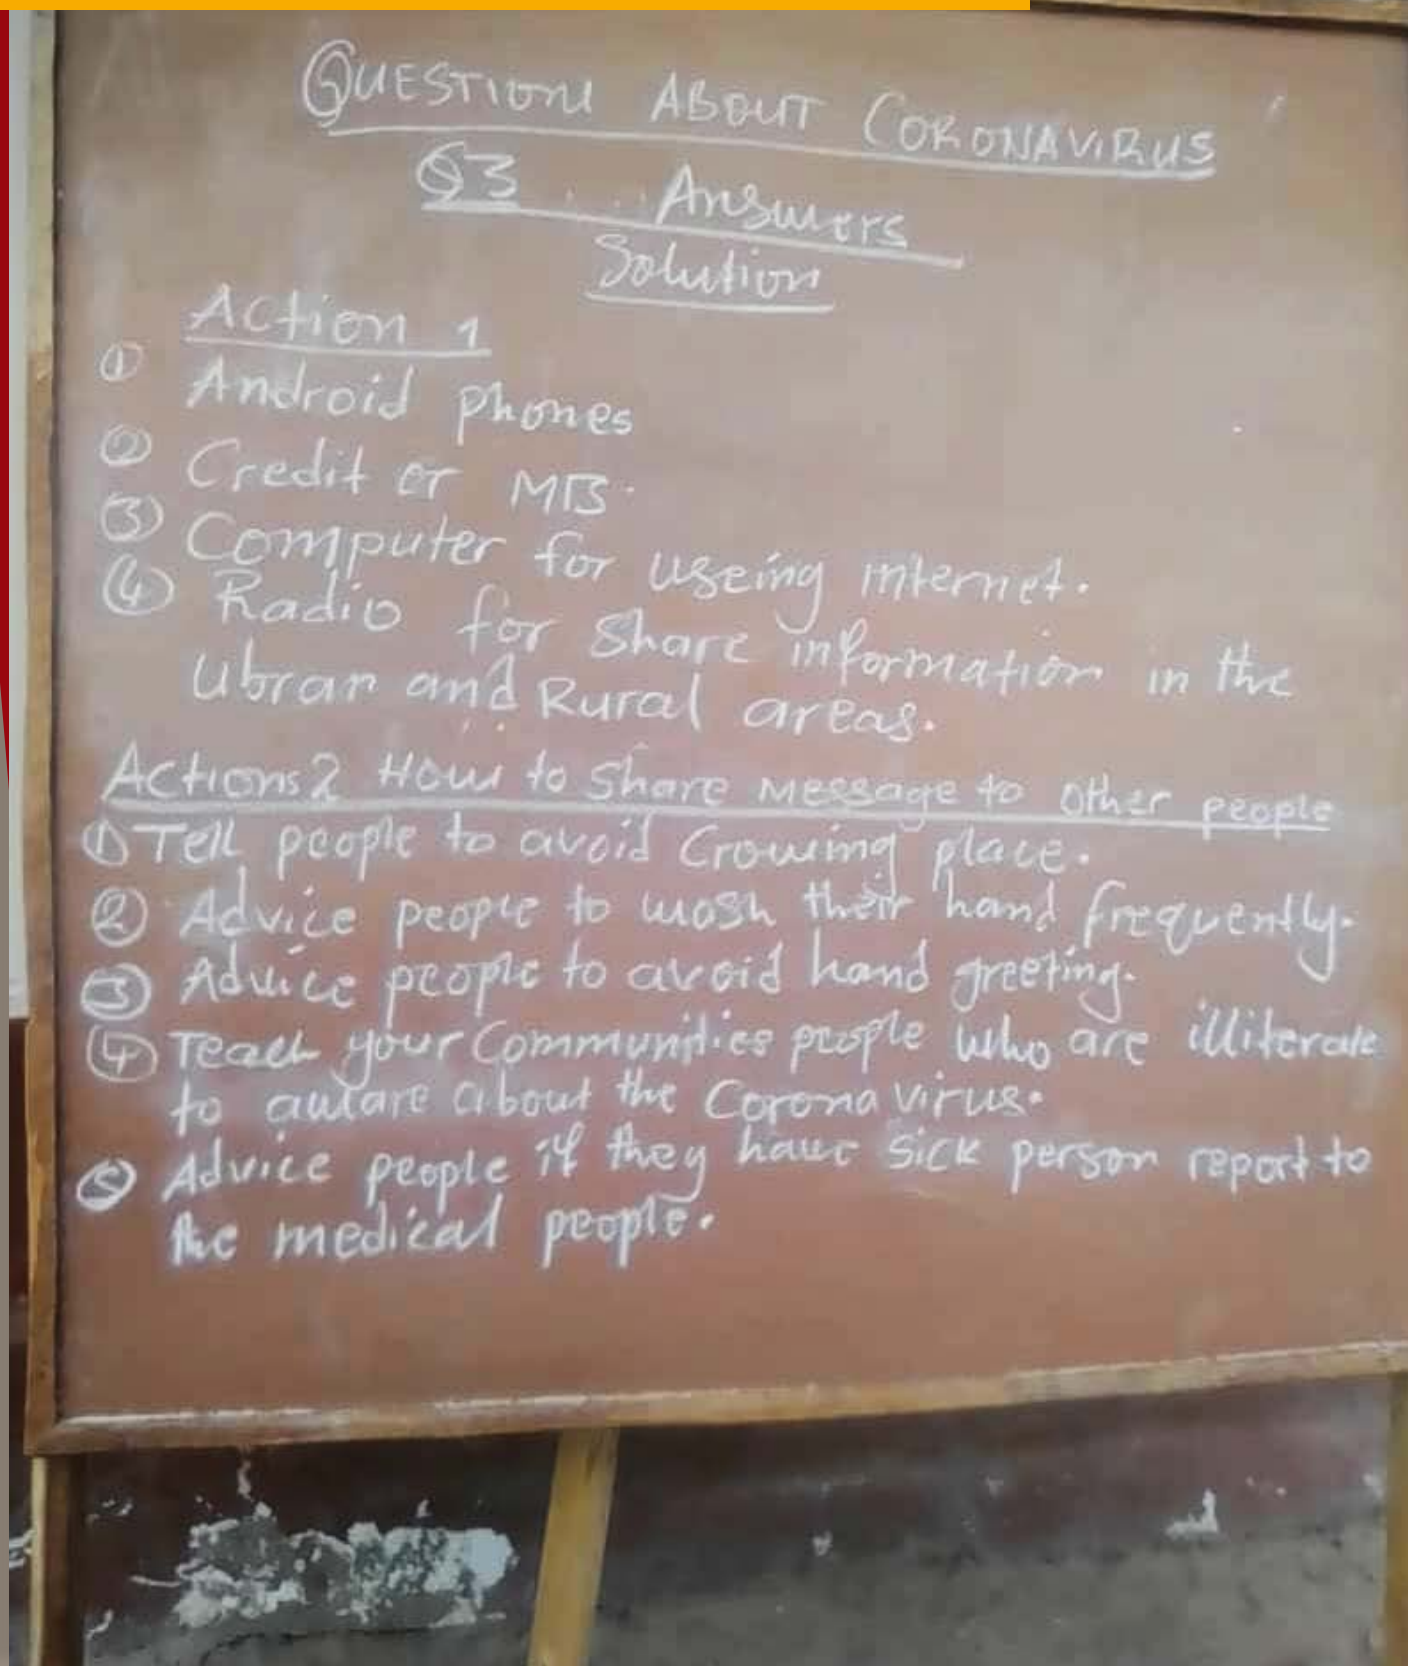 QUESTIONS ABOUT CORONAVIRUS
Q3 ... Answers
Solution
Action 1
① Android phones
② Credit or MB.
③ Computer for useing internet.
④ Radio for Share information in the
Ubran and Rural areas.
Actions 2 How to Share Message to other people
① Tell people to avoid Crowing place.
② Advice people to wash their hand frequently.
③ Advice people to avoid hand greeting.
④ Teach your Communities people who are illiterate
to aware about the Corona virus.
⑤ Advice people if they have sick person report to
the medical people.